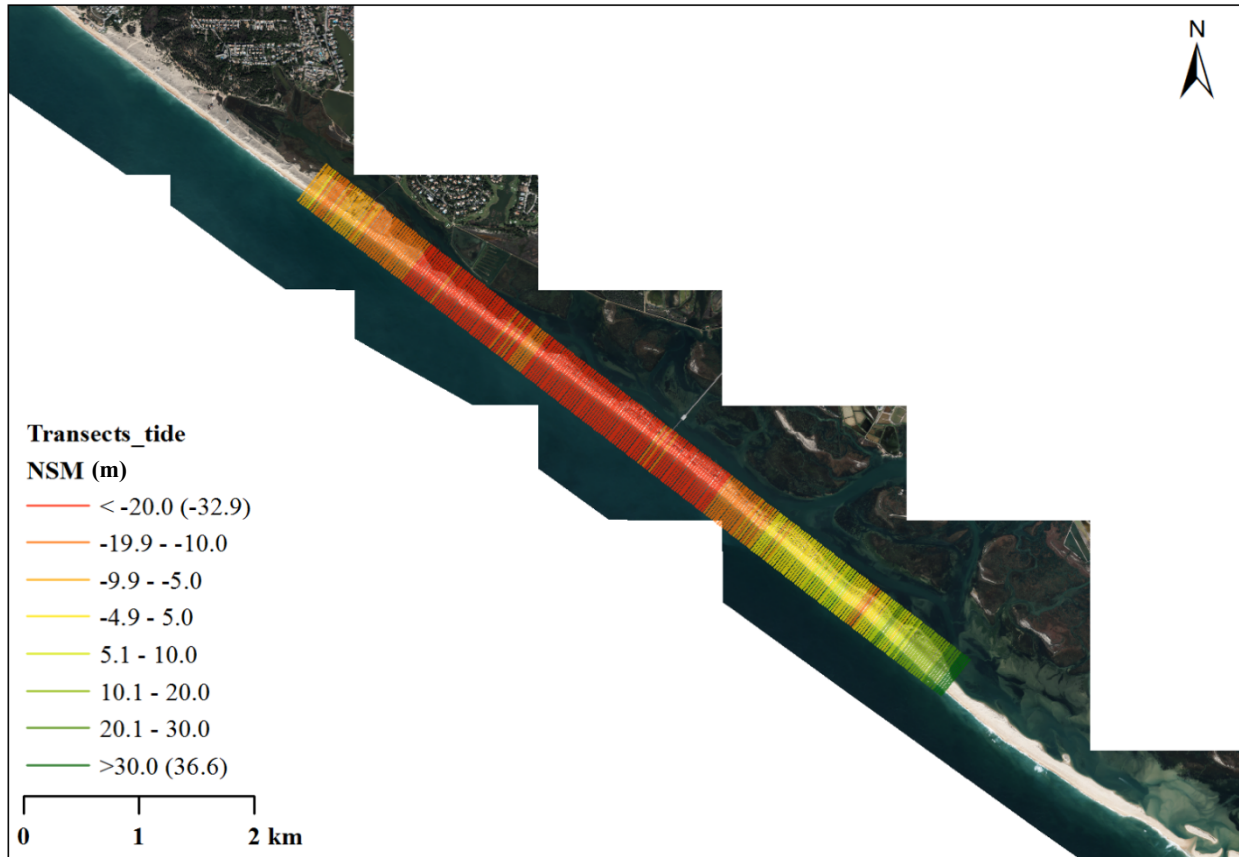 N
Transects_tide
NSM (m)
< -20.0 (-32.9)
-19.9 - -10.0
-9.9 - -5.0
-4.9 - 5.0
5.1 - 10.0
10.1 - 20.0
20.1 - 30.0
>30.0 (36.6)
0 1 2 km